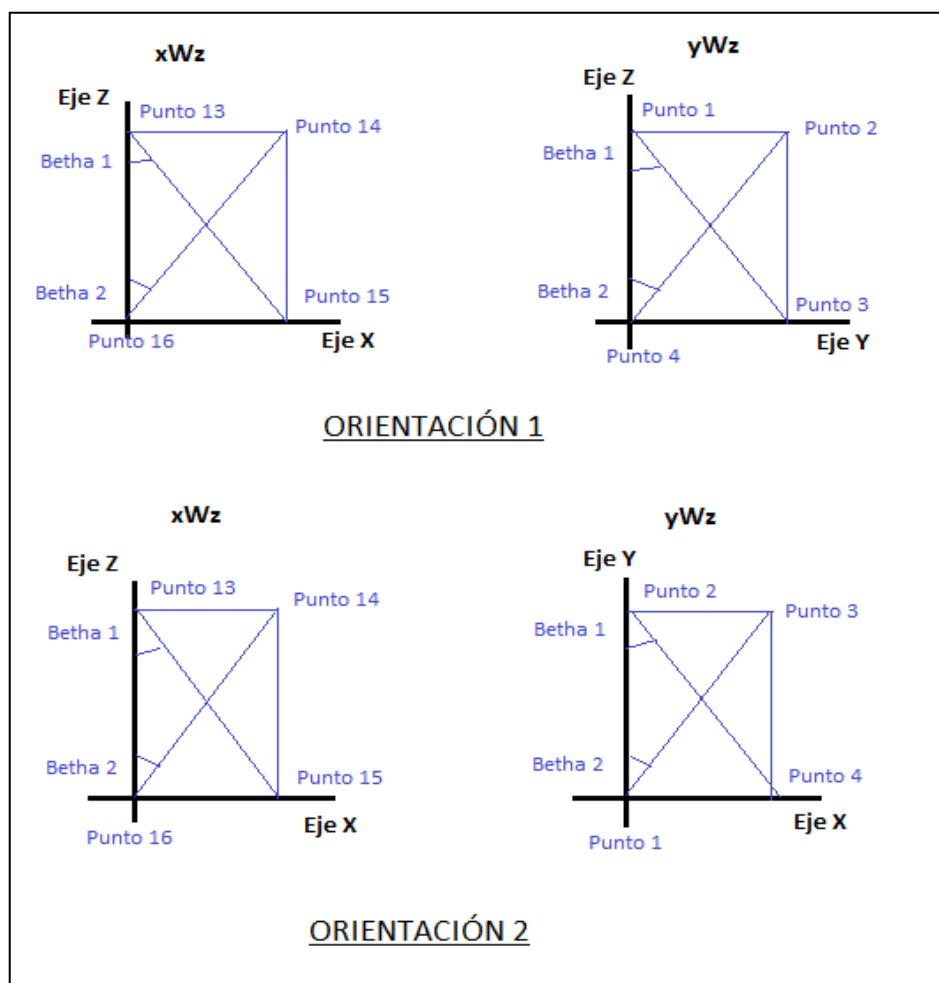 xWz
Eje Z
Punto 13
Punto 14
Betha 1
Betha 2
Punto 15
Punto 16
Eje X
yWz
Eje Z
Punto 1
Punto 2
Betha 1
Betha 2
Punto 3
Punto 4
Eje Y
ORIENTACIÓN 1
xWz
Eje Z
Punto 13
Punto 14
Betha 1
Betha 2
Punto 15
Punto 16
Eje X
yWz
Eje Y
Punto 2
Punto 3
Betha 1
Betha 2
Punto 4
Punto 1
Eje X
ORIENTACIÓN 2